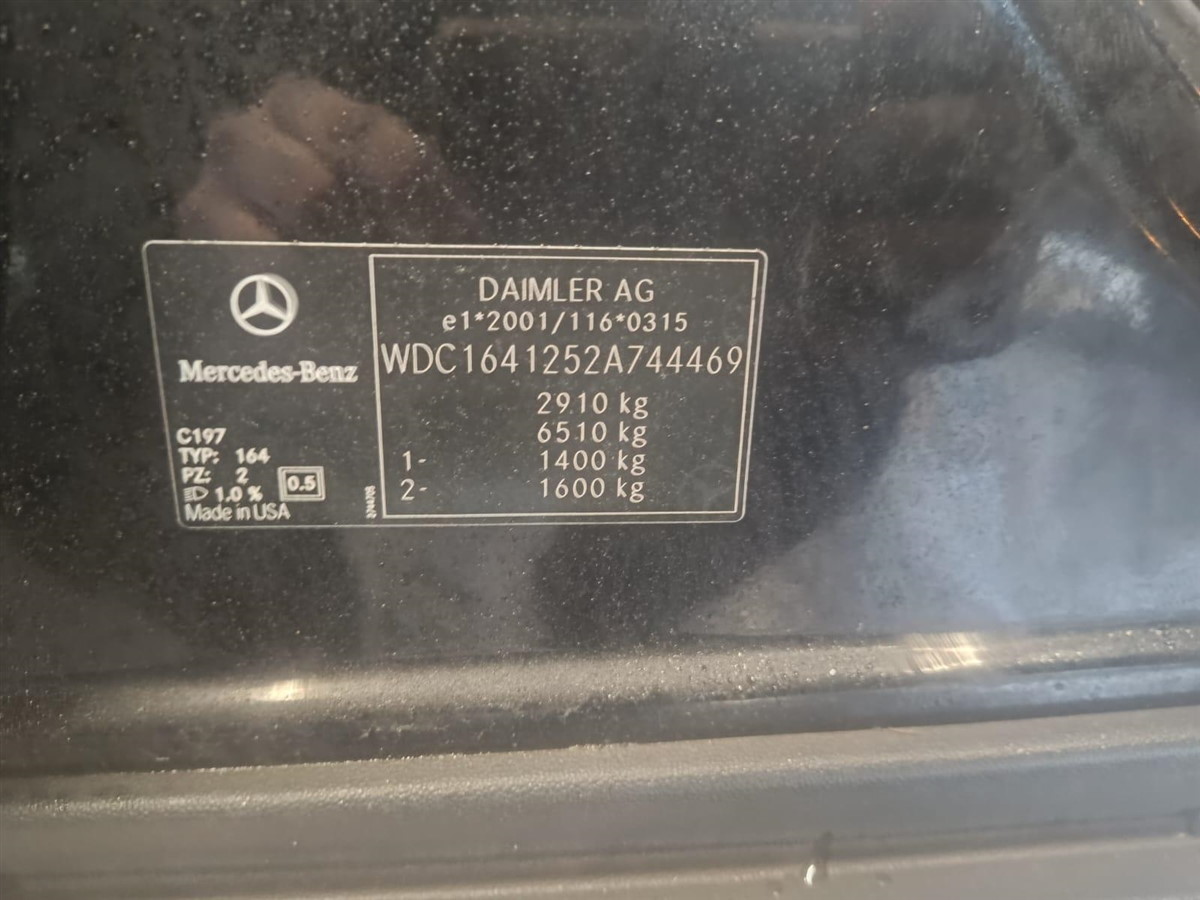 Mercedes-Benz
C197
TYP: 164
PZ: 2
1.0 %
0.5
Made in USA
DAIMLER AG
e1*2001/116*0315
WDC1641252A744469
2910 kg
6510 kg
1- 1400 kg
2- 1600 kg